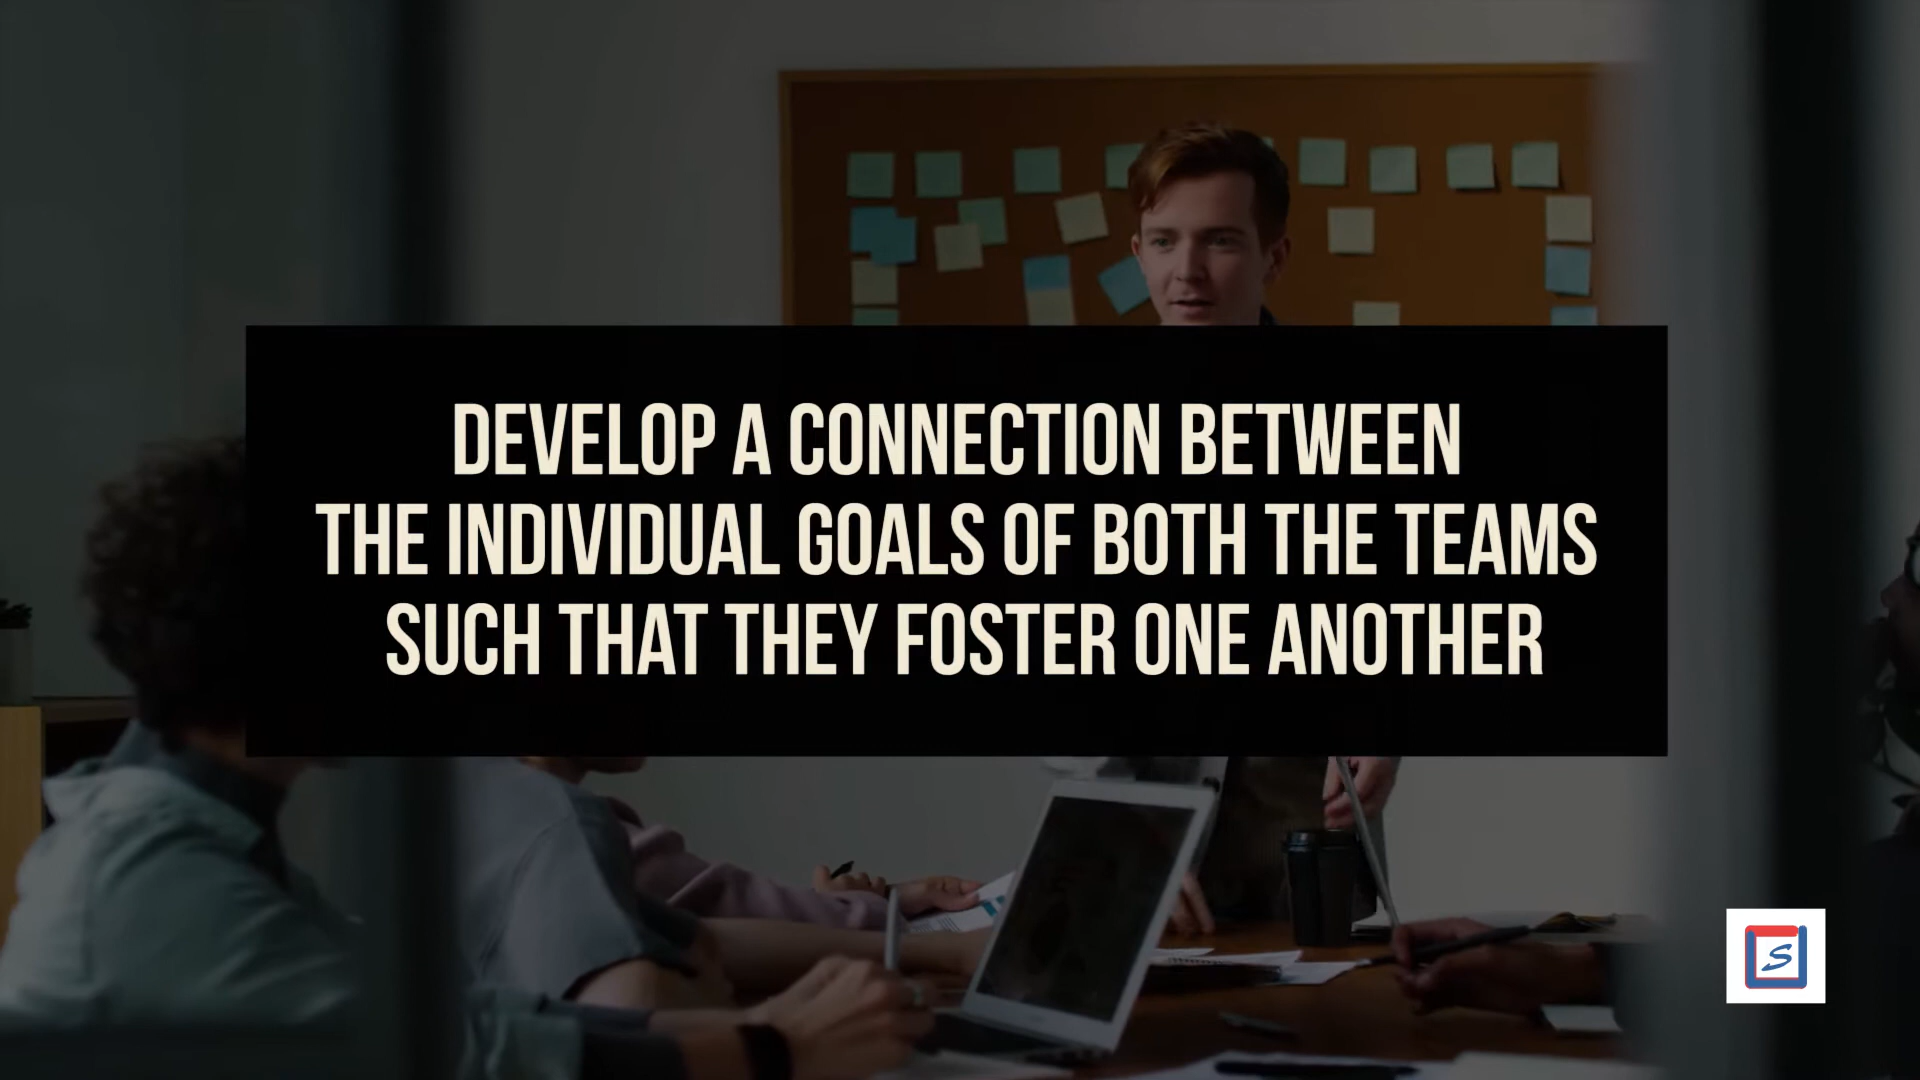 DEVELOP A CONNECTION BETWEEN
THE INDIVIDUAL GOALS OF BOTH THE TEAMS
SUCH THAT THEY FOSTER ONE ANOTHER
S